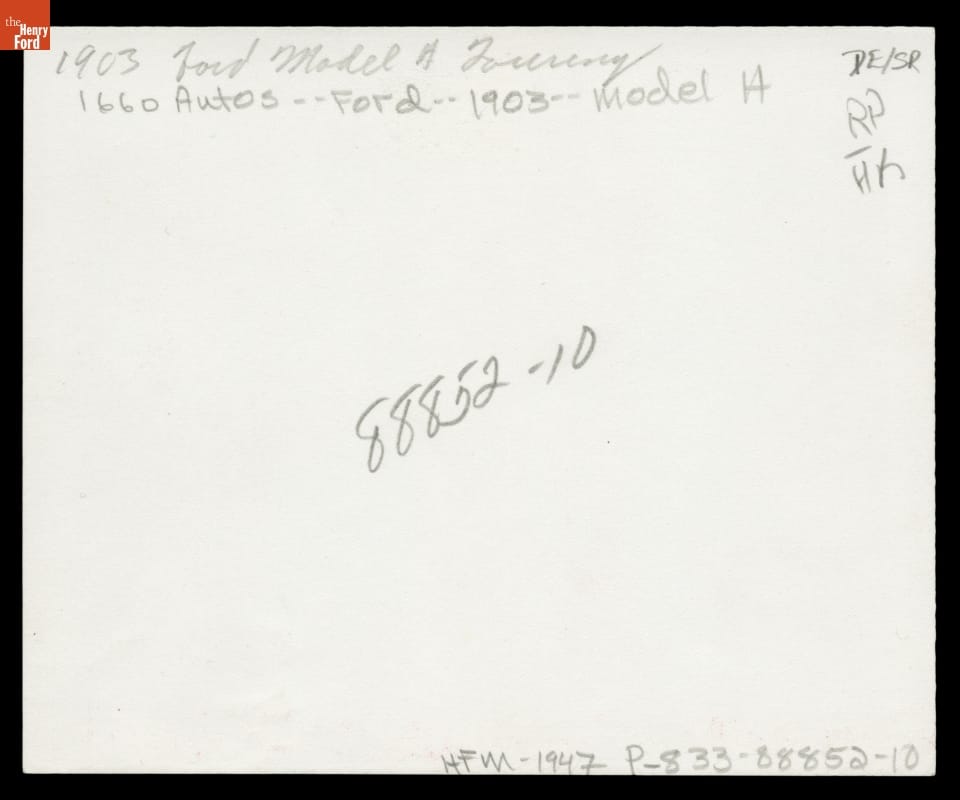 the
Henry
Ford
1903 Ford Model A Touring
1660 Autos--Ford--1903--Model A
DE/SR
RP
HK
88852-10
HFM-1947 P-833-88852-10